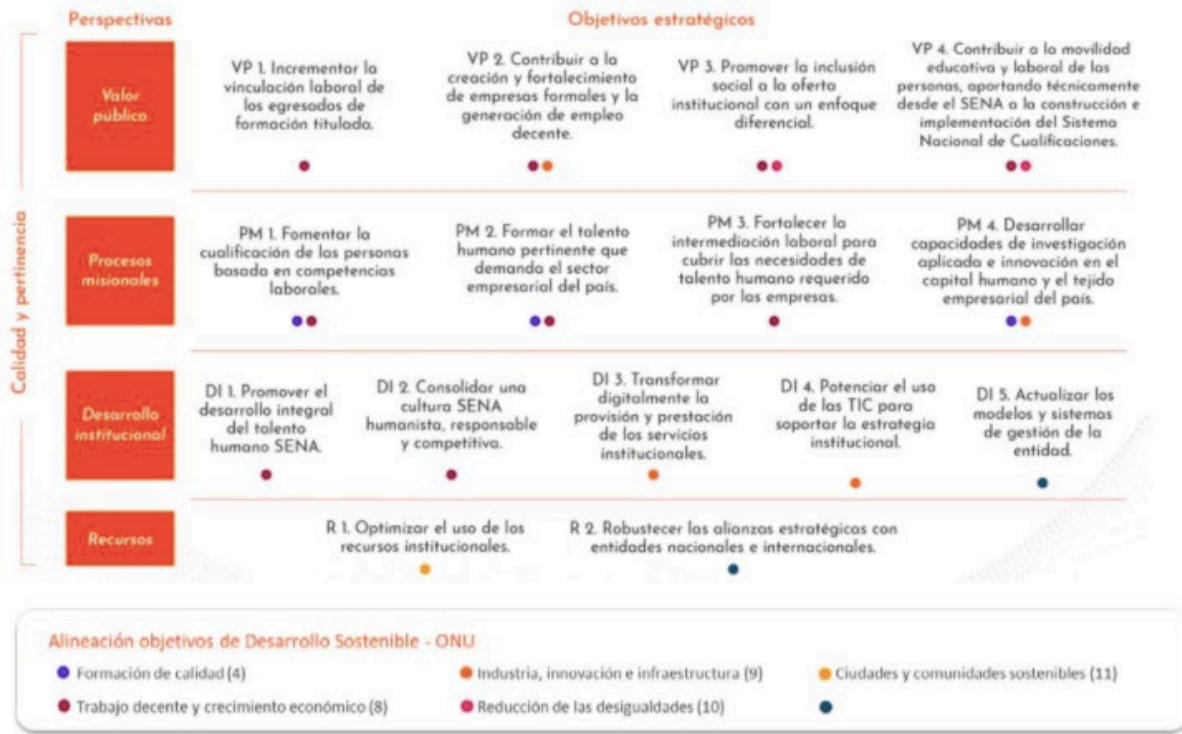 Perspectivas
Objetivos estratégicos
Calidad y pertinencia
Valor
público
VP 1. Incrementar la
vinculación laboral de
los egresados de
formación titulada.
VP 2. Contribuir a la
creación y fortalecimiento
de empresas formales y la
generación de empleo
decente.
VP 3. Promover la inclusión
social a la oferta
institucional con un enfoque
diferencial.
VP 4. Contribuir a la movilidad
educativa y laboral de las
personas, aportando técnicamente
desde el SENA a la construcción e
implementación del Sistema
Nacional de Cualificaciones.
Procesos
misionales
PM 1. Fomentar la
cualificación de las personas
basada en competencias
laborales.
PM 2. Formar el talento
humano pertinente que
demanda el sector
empresarial del país.
PM 3. Fortalecer la
intermediación laboral para
cubrir las necesidades de
talento humano requerido
por las empresas.
PM 4. Desarrollar
capacidades de investigación
aplicada e innovación en el
capital humano y el tejido
empresarial del país.
Desarrollo
institucional
DI 1. Promover el
desarrollo integral
del talento
humano SENA.
DI 2. Consolidar una
cultura SENA
humanista, responsable
y competitiva.
DI 3. Transformar
digitalmente la
provisión y prestación
de los servicios
institucionales.
DI 4. Potenciar el uso
de las TIC para
soportar la estrategia
institucional.
DI 5. Actualizar los
modelos y sistemas
de gestión de la
entidad.
Recursos
R 1. Optimizar el uso de los
recursos institucionales.
R 2. Robustecer las alianzas estratégicas con
entidades nacionales e internacionales.
Alineación objetivos de Desarrollo Sostenible - ONU
Formación de calidad (4)
Industria, innovación e infraestructura (9)
Ciudades y comunidades sostenibles (11)
Trabajo decente y crecimiento económico (8)
Reducción de las desigualdades (10)